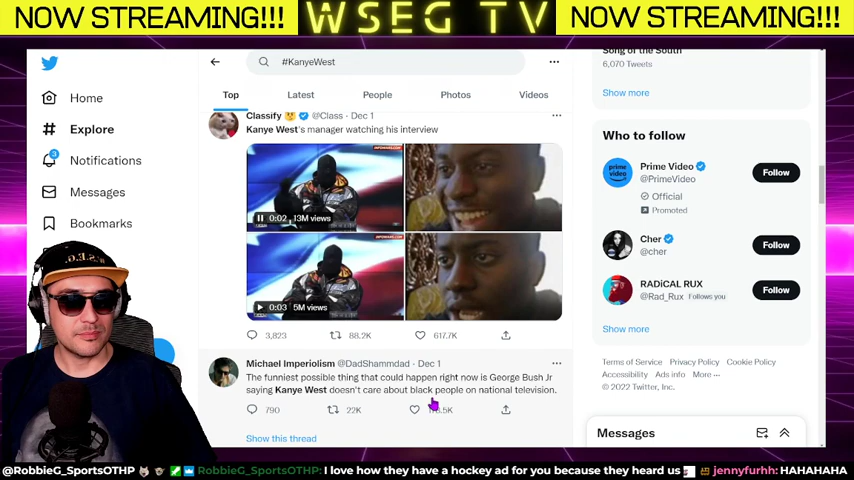 NOW STREAMING!!!
WSEG TV
NOW STREAMING!!!
#KanyeWest
Home
Explore
Notifications
Messages
Bookmarks
Top
Latest
People
Photos
Videos
Classify
@Class · Dec 1
Kanye West's manager watching his interview
INFOWARS.COM
0:02 13M views
0:03 5M views
3,823
88.2K
617.7K
Michael Imperiolism @DadShammdad · Dec 1
The funniest possible thing that could happen right now is George Bush Jr
saying Kanye West doesn't care about black people on national television.
790
22K
Show this thread
Song of the South
6,070 Tweets
Show more
Who to follow
Prime Video
@PrimeVideo
Official
Promoted
Follow
Cher
@cher
Follow
RADiCAL RUX
@Rad_Rux Follows you
Follow
Show more
Terms of Service Privacy Policy Cookie Policy
Accessibility Ads info More ···
© 2022 Twitter, Inc.
Messages
W.S.E.G.
@RobbieG_SportsOTHP
RobbieG_SportsOTHP: I love how they have a hockey ad for you because they heard us
jennyfurhh: HAHAHAHA